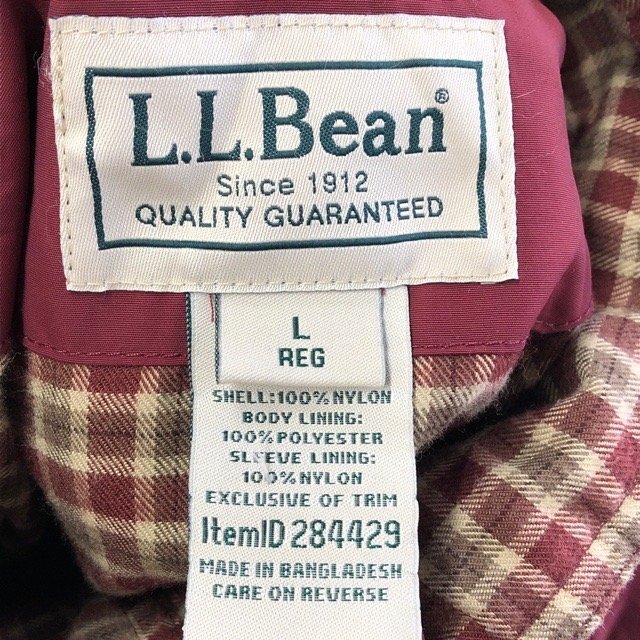 L.L.Bean®
Since 1912
QUALITY GUARANTEED
L
REG
SHELL:100% NYLON
BODY LINING:
100% POLYESTER
SLEEVE LINING:
100% NYLON
EXCLUSIVE OF TRIM
ItemID 284429
MADE IN BANGLADESH
CARE ON REVERSE